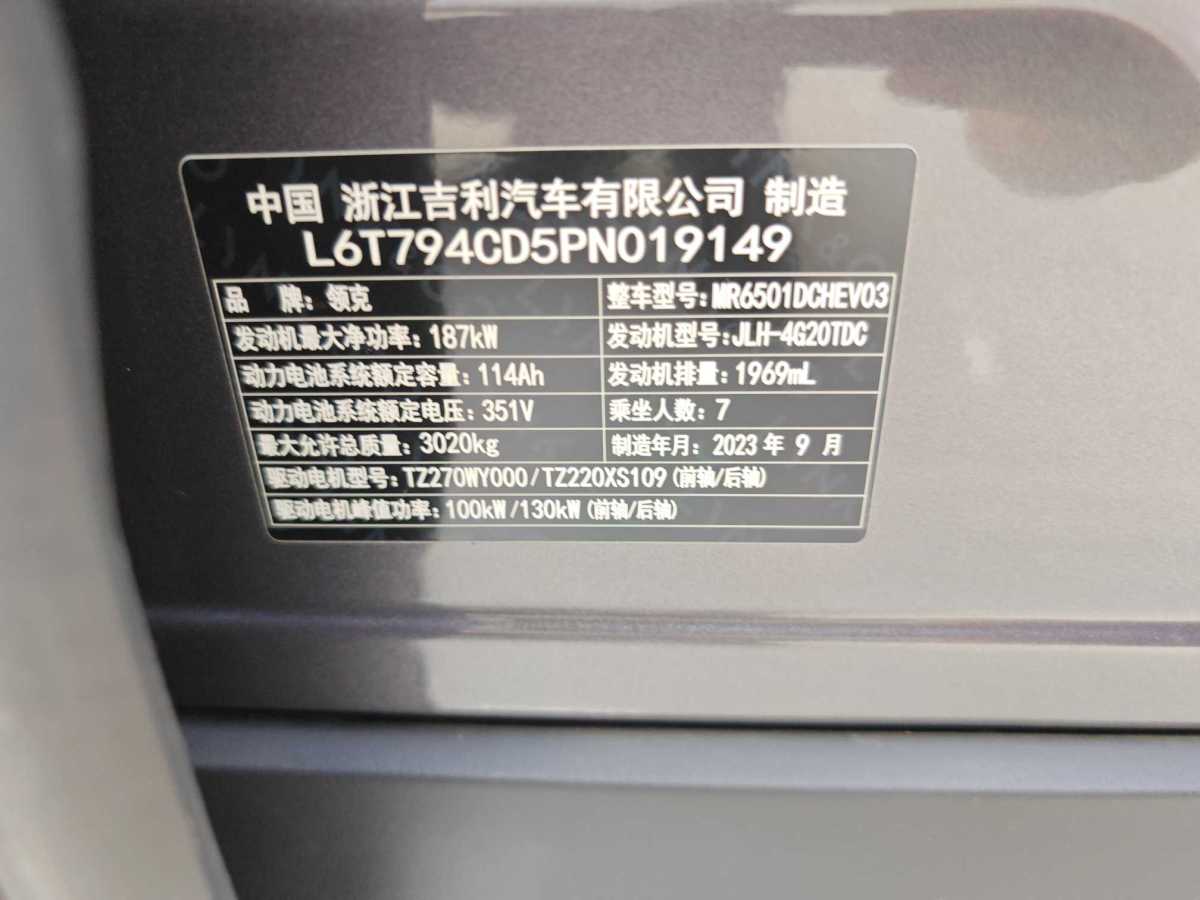 中国 浙江吉利汽车有限公司 制造
L6T794CD5PN019149
品 牌：领克 整车型号：MR6501DCHEV03
发动机最大净功率：187kW 发动机型号：JLH-4G20TDC
动力电池系统额定容量：114Ah 发动机排量：1969mL
动力电池系统额定电压：351V 乘坐人数：7
最大允许总质量：3020kg 制造年月：2023 年 9 月
驱动电机型号：TZ270WY000/TZ220XS109(前轴/后轴)
驱动电机峰值功率：100kW/130kW(前轴/后轴)